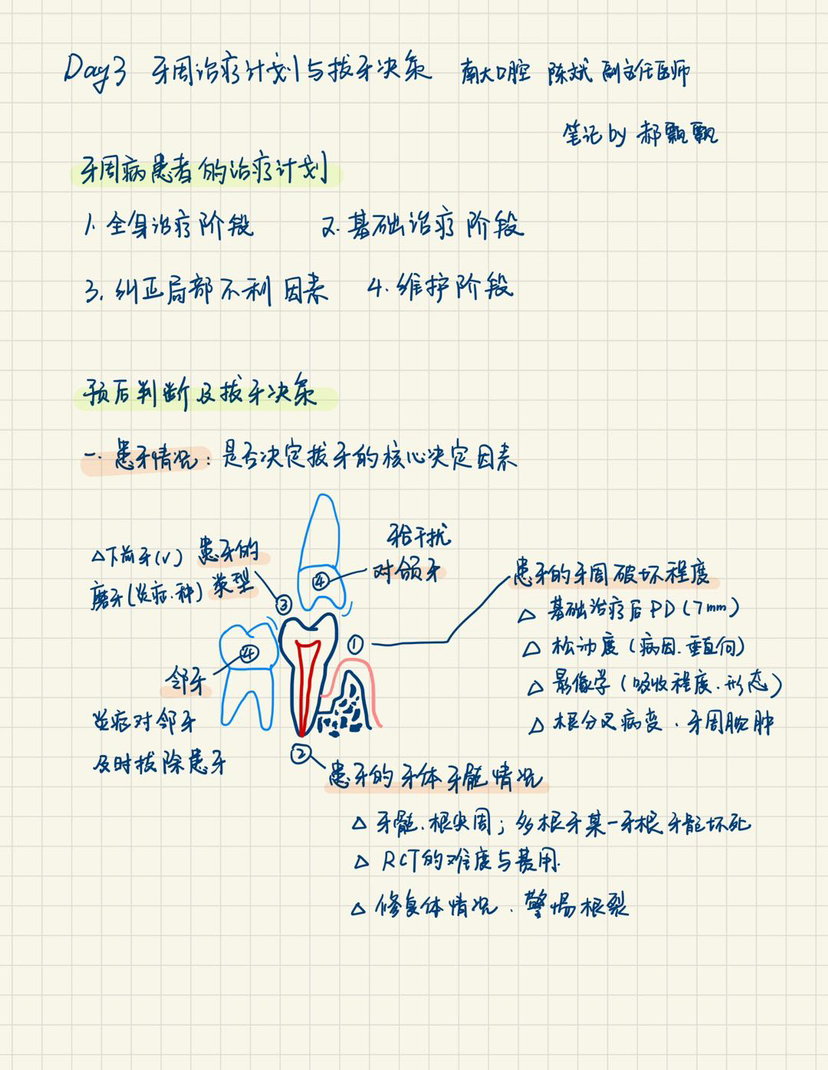 Day3 牙周治疗计划与拔牙决策 南大口腔 陈斌 副主任医师
笔记by 郝飘飘
牙周病患者的治疗计划
1. 全身治疗阶段 2. 基础治疗阶段
3. 纠正局部不利因素 4. 维护阶段
预后判断及拔牙决策
一. 患牙情况: 是否决定拔牙的核心决定因素
△下前牙(√) 患牙的
磨牙(炎症.种) 类型
③
④
𬌗干扰
对颌牙
①
患牙的牙周破坏程度
△ 基础治疗后PD(7mm)
△ 松动度(病因.垂直向)
△ 影像学(吸收程度.形态)
△ 根分叉病变.牙周脓肿
④
邻牙
炎症对邻牙
及时拔除患牙
②
患牙的牙体牙髓情况
△ 牙髓.根尖周;多根牙某一牙根牙髓坏死
△ RCT的难度与费用.
△ 修复体情况.警惕根裂